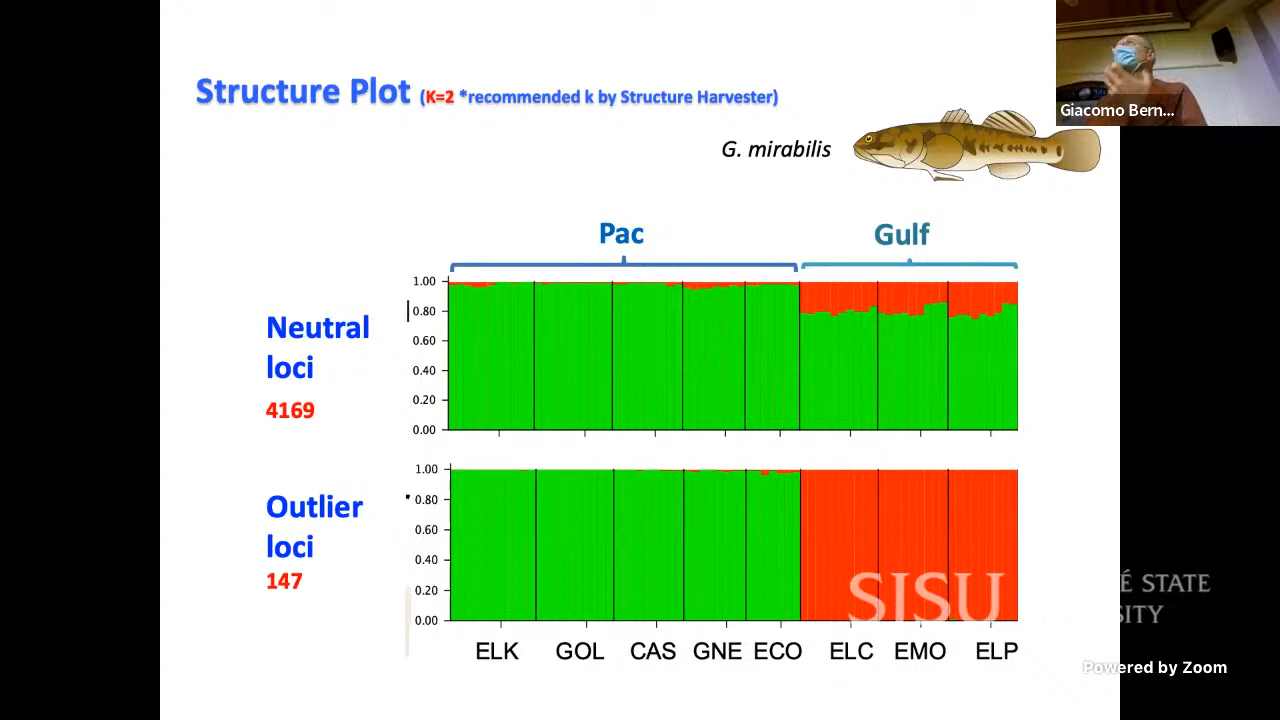 Structure Plot (K=2 *recommended k by Structure Harvester)
Giacomo Bern...
G. mirabilis
Pac
Gulf
Neutral
loci
4169
1.00
0.80
0.60
0.40
0.20
0.00
Outlier
loci
147
1.00
0.80
0.60
0.40
0.20
0.00
ELK GOL CAS GNE ECO ELC EMO ELP
SJSU
É STATE
SITY
Powered by Zoom